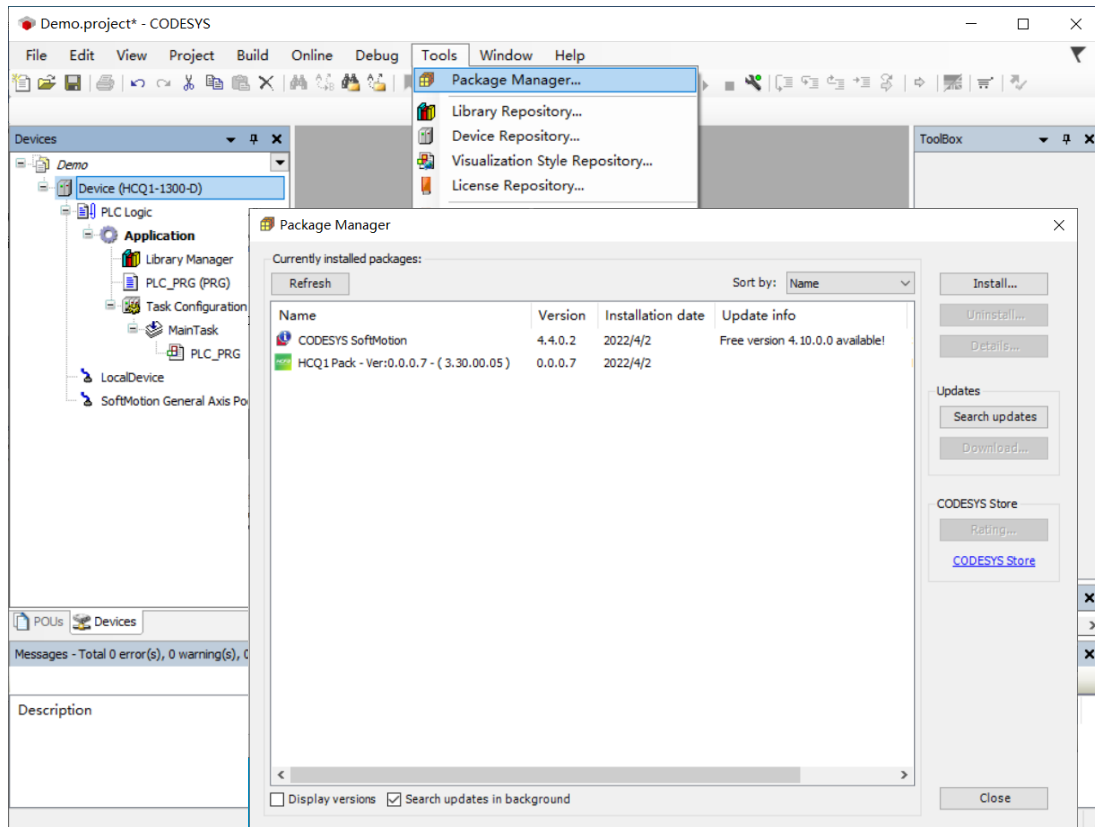 Demo.project* - CODESYS
File Edit View Project Build Online Debug Tools Window Help
Package Manager...
Library Repository...
Device Repository...
Visualization Style Repository...
License Repository...
Devices
ToolBox
Demo
Device (HCQ1-1300-D)
PLC Logic
Application
Library Manager
PLC_PRG (PRG)
Task Configuration
MainTask
PLC_PRG
LocalDevice
SoftMotion General Axis Po
POUs Devices
Messages - Total 0 error(s), 0 warning(s), 0
Description
Package Manager
Currently installed packages:
Refresh
Sort by: Name
Install...
Name Version Installation date Update info
Uninstall...
CODESYS SoftMotion 4.4.0.2 2022/4/2 Free version 4.10.0.0 available!
Details...
HCQ1 Pack - Ver:0.0.0.7 - ( 3.30.00.05 ) 0.0.0.7 2022/4/2
Updates
Search updates
Download...
CODESYS Store
Rating...
CODESYS Store
Display versions Search updates in background
Close